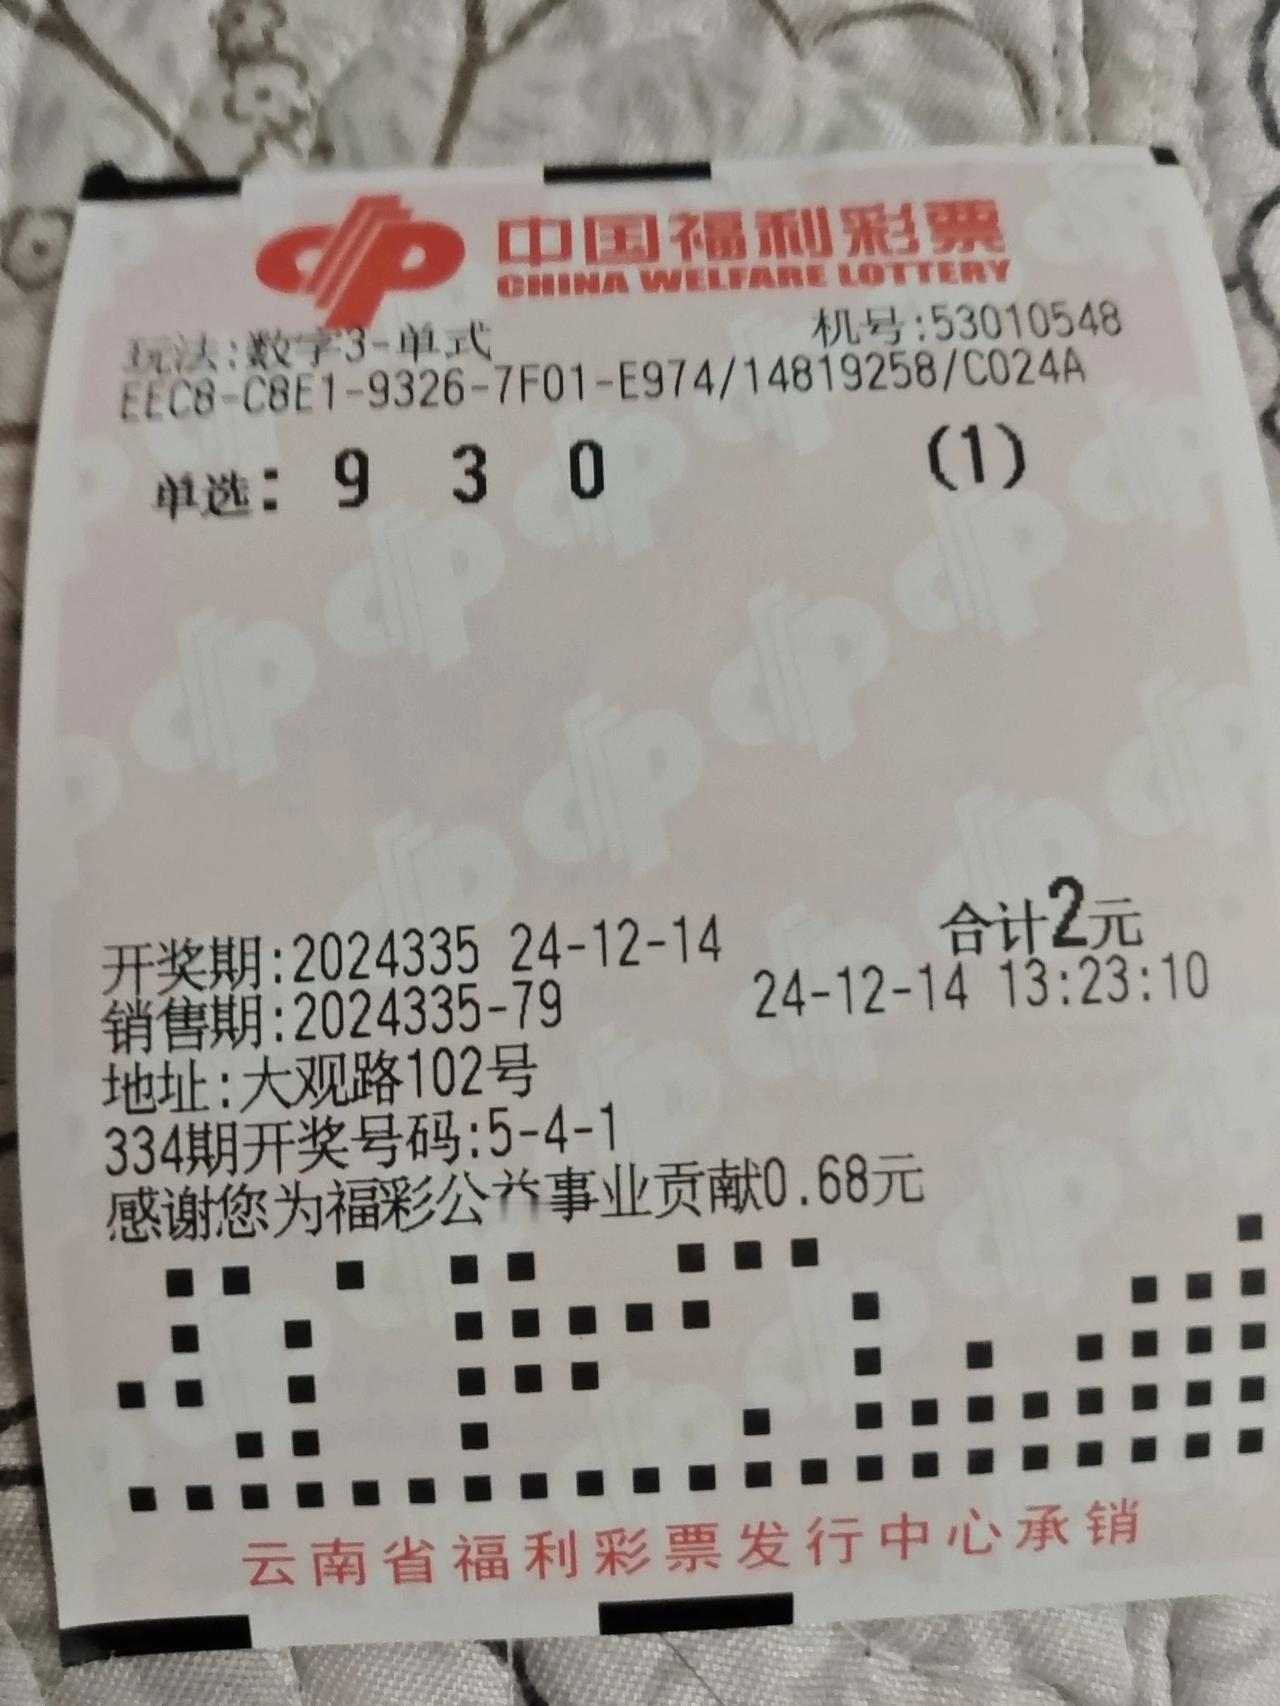 中国福利彩票
CHINA WELFARE LOTTERY
玩法:数字3-单式 机号:53010548
EEC8-C8E1-9326-7F01-E974/14819258/C024A
单选: 9 3 0 (1)
合计2元
开奖期:2024335 24-12-14
销售期:2024335-79 24-12-14 13:23:10
地址:大观路102号
334期开奖号码:5-4-1
感谢您为福彩公益事业贡献0.68元
云南省福利彩票发行中心承销